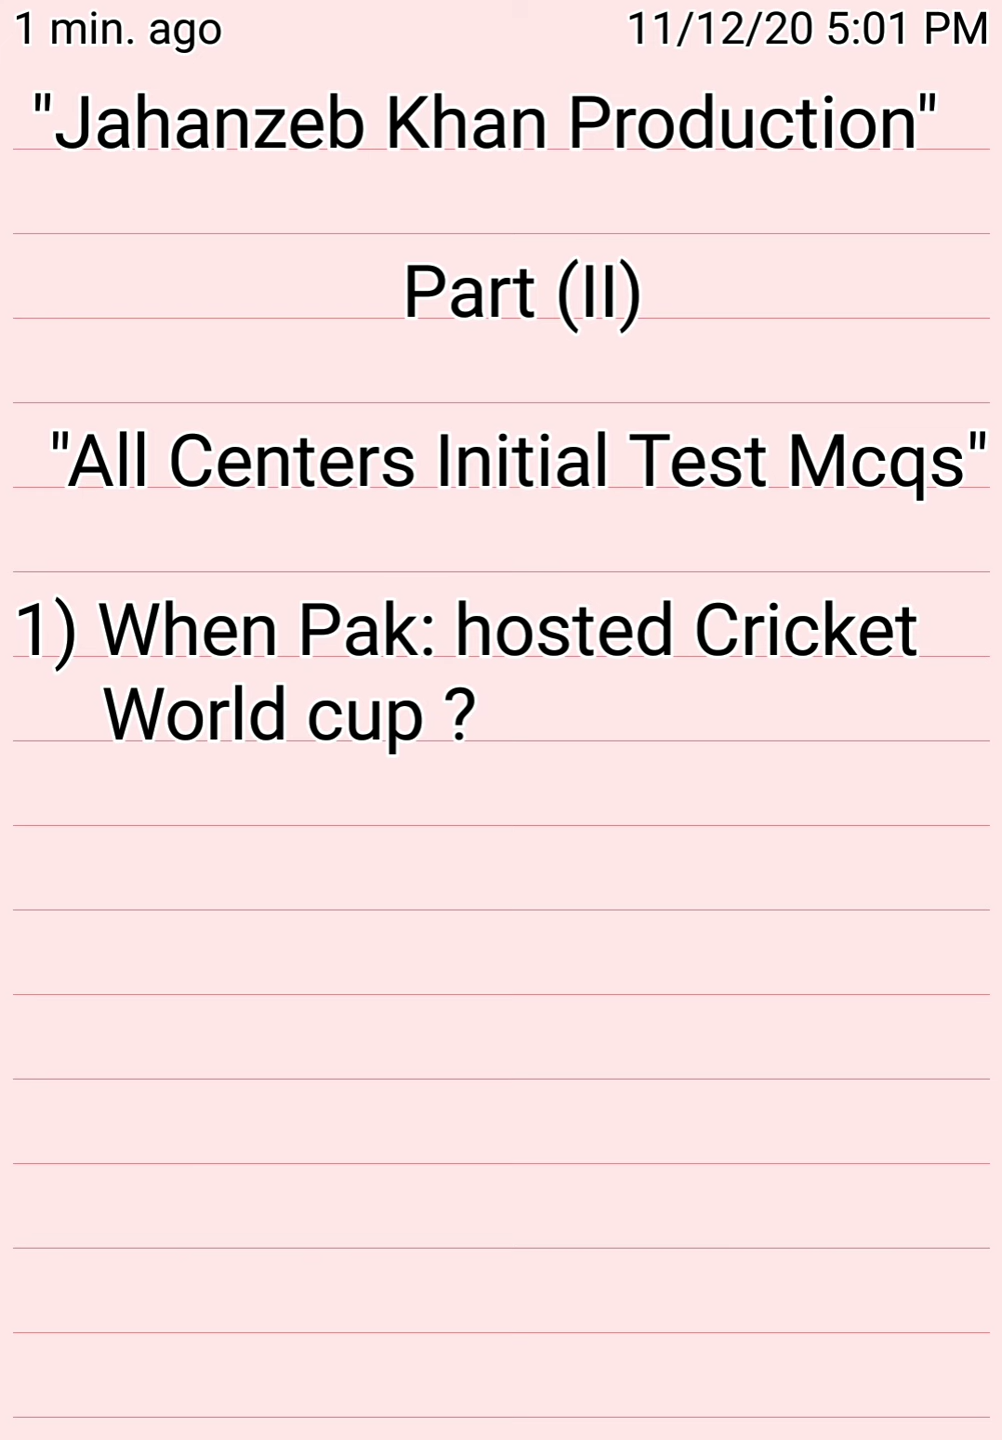 1 min. ago 11/12/20 5:01 PM
"Jahanzeb Khan Production"
Part (II)
"All Centers Initial Test Mcqs"
1) When Pak: hosted Cricket
World cup ?